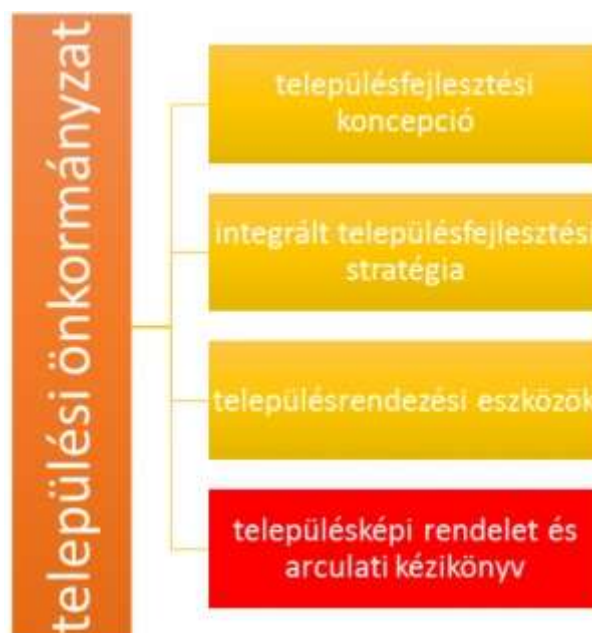 települési önkormányzat
településfejlesztési
koncepció
integrált településfejlesztési
stratégia
településrendezési eszközök
településképi rendelet és
arculati kézikönyv